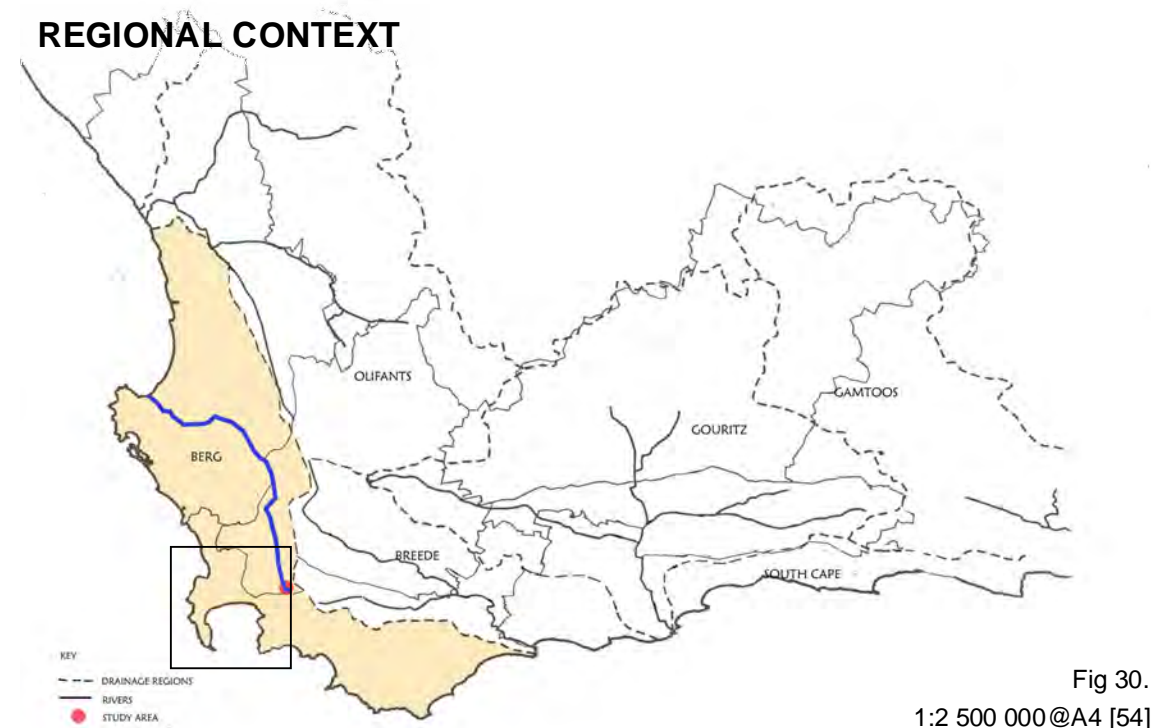 REGIONAL CONTEXT
OLIFANTS
GAMTOOS
GOURITZ
BERG
BREEDE
SOUTH CAPE
KEY
DRAINAGE REGIONS
RIVERS
STUDY AREA
Fig 30.
1:2 500 000@A4 [54]